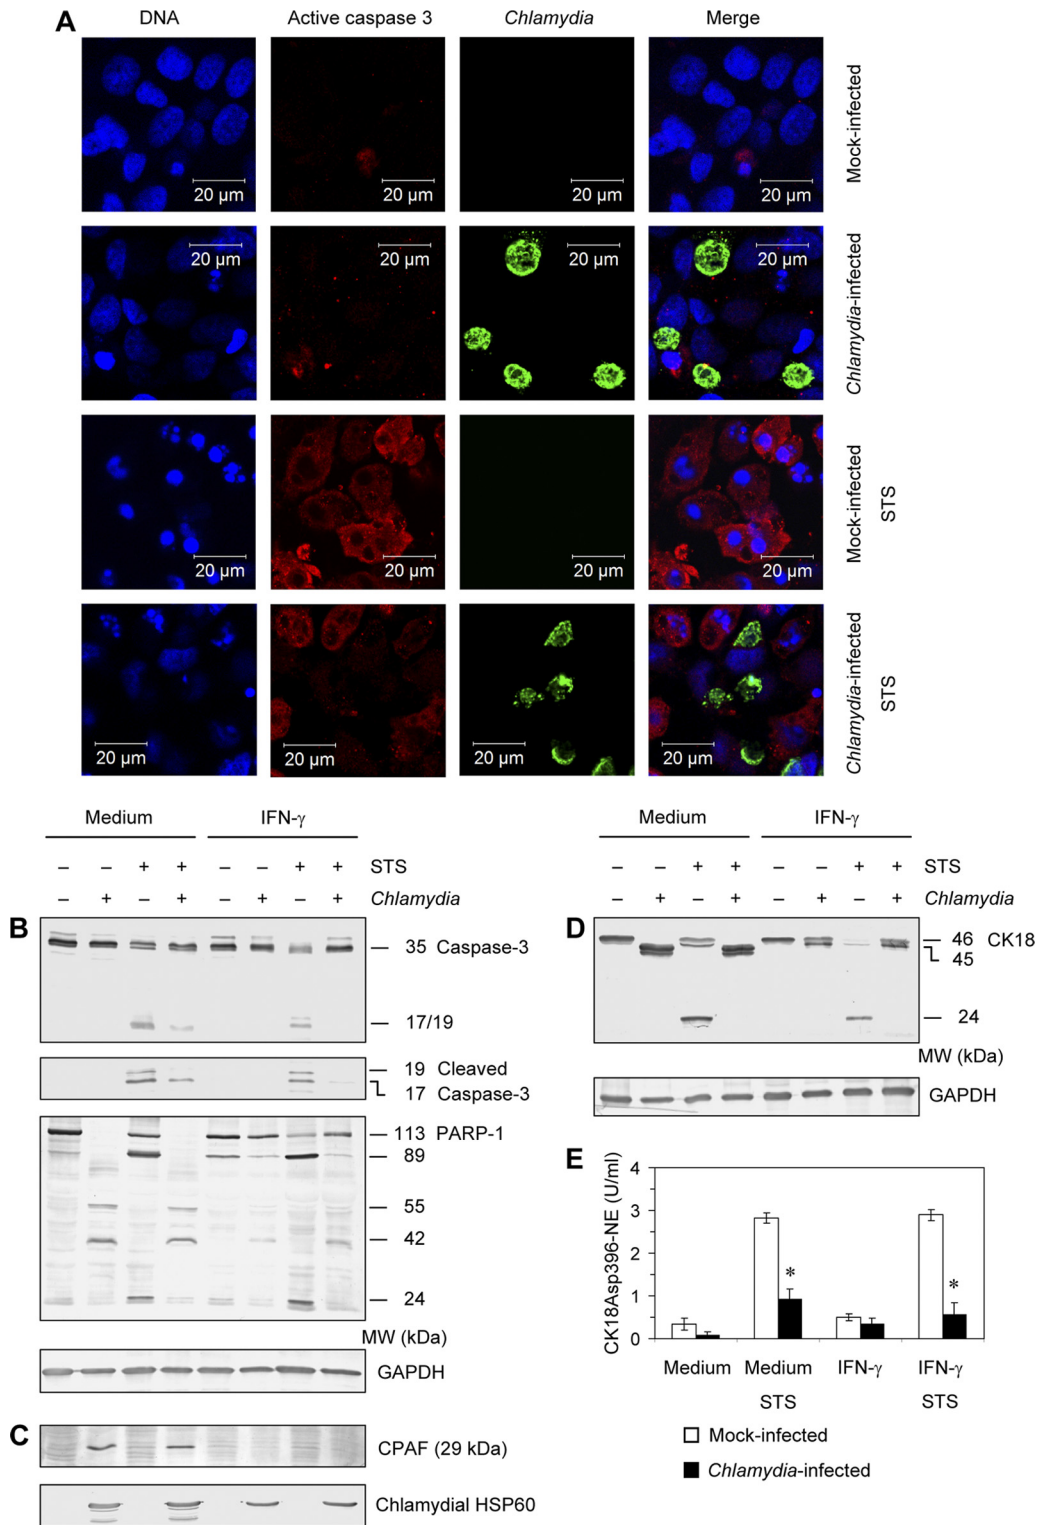 A
DNA Active caspase 3 Chlamydia Merge
20 µm 20 µm 20 µm 20 µm
Mock-infected
20 µm 20 µm 20 µm 20 µm
Chlamydia-infected
20 µm 20 µm 20 µm 20 µm
Mock-infected
STS
20 µm 20 µm 20 µm 20 µm
Chlamydia-infected
STS
Medium IFN-γ
– – + + – – + + STS
– + – + – + – + Chlamydia
B
35 Caspase-3
17/19
19 Cleaved
17 Caspase-3
113 PARP-1
89
55
42
24
MW (kDa)
GAPDH
C
CPAF (29 kDa)
Chlamydial HSP60
Medium IFN-γ
– – + + – – + + STS
– + – + – + – + Chlamydia
D
46 CK18
45
24
MW (kDa)
GAPDH
E
CK18Asp396-NE (U/ml)
4
3
2
1
0
* *
Medium Medium IFN-γ IFN-γ
STS STS
Mock-infected
Chlamydia-infected